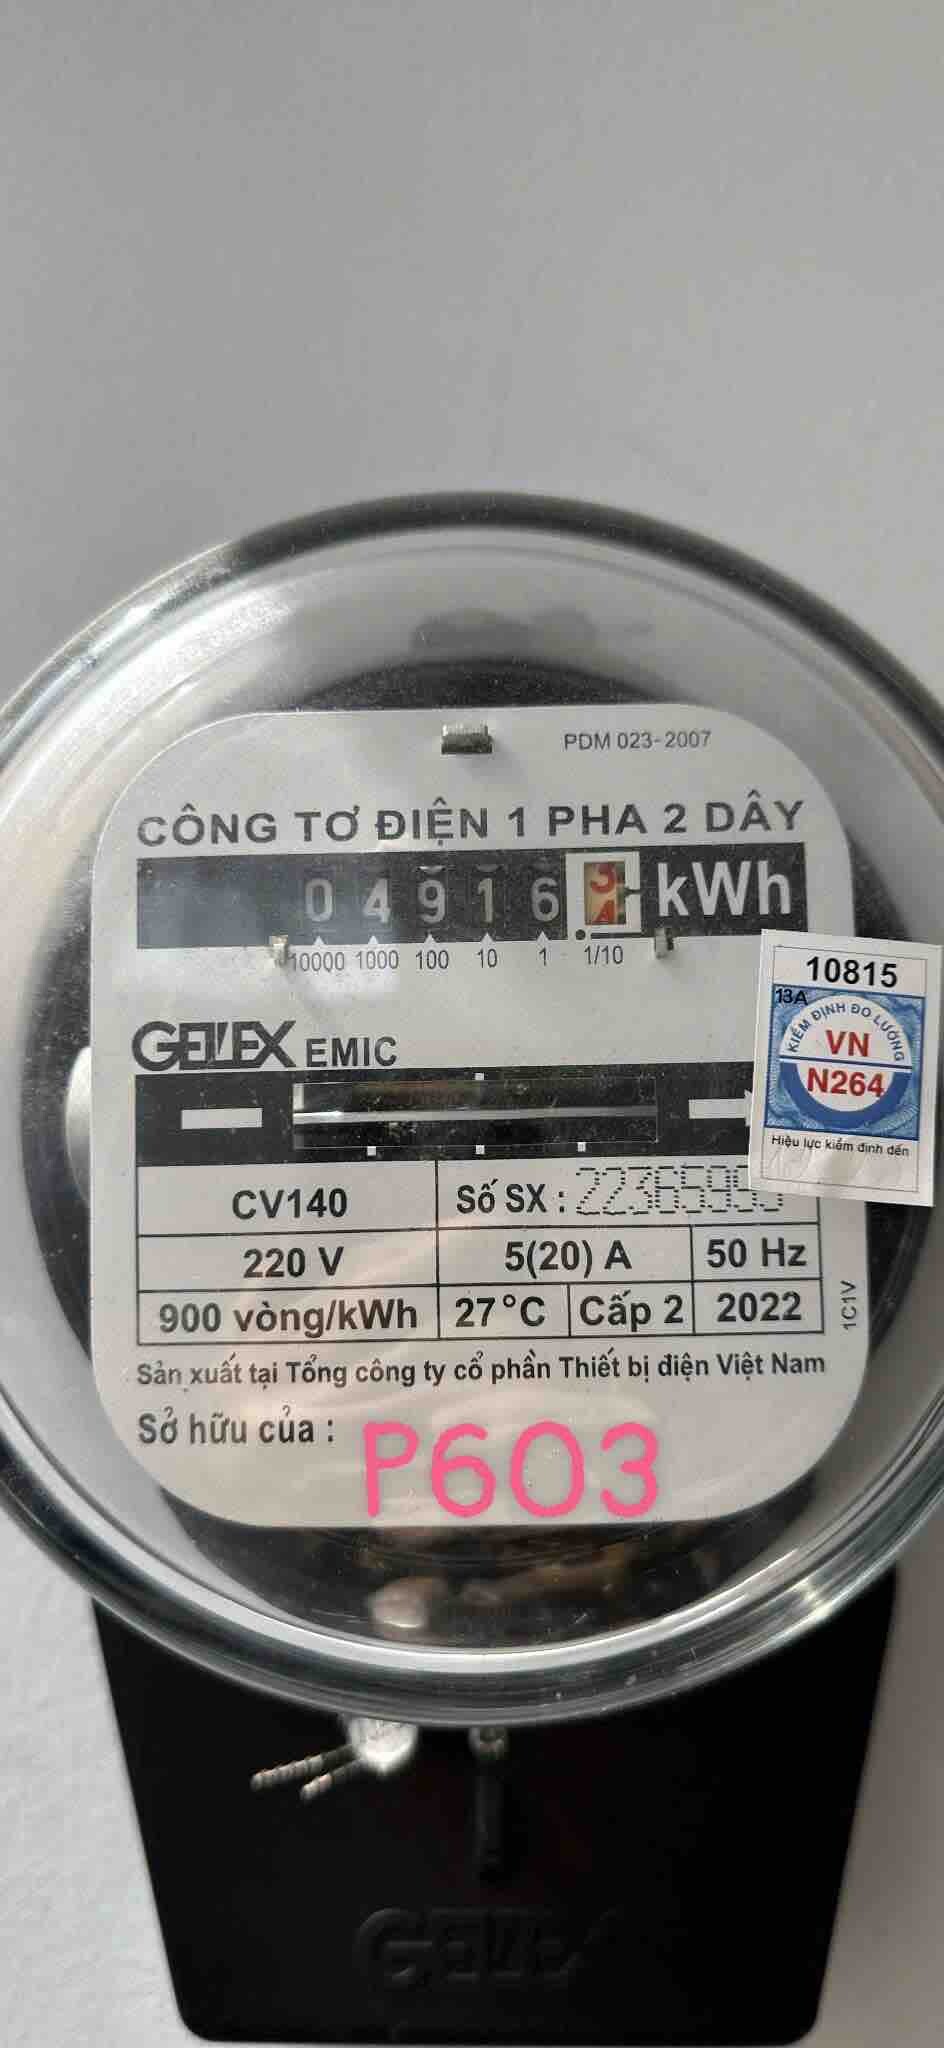 PDM 023-2007
CÔNG TƠ ĐIỆN 1 PHA 2 DÂY
0 4 9 1 6 kWh
10000 1000 100 10 1 1/10
GELEX EMIC
10815
13A
KIỂM ĐỊNH ĐO LƯỜNG
VN
N264
Hiệu lực kiểm định đến
CV140 Số SX :
220 V 5(20) A 50 Hz
900 vòng/kWh 27°C Cấp 2 2022
1C1V
Sản xuất tại Tổng công ty cổ phần Thiết bị điện Việt Nam
Sở hữu của : P603
GELEX